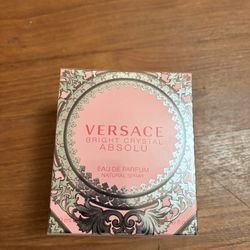 VERSACE
BRIGHT CRYSTAL
ABSOLU
EAU DE PARFUM
NATURAL SPRAY